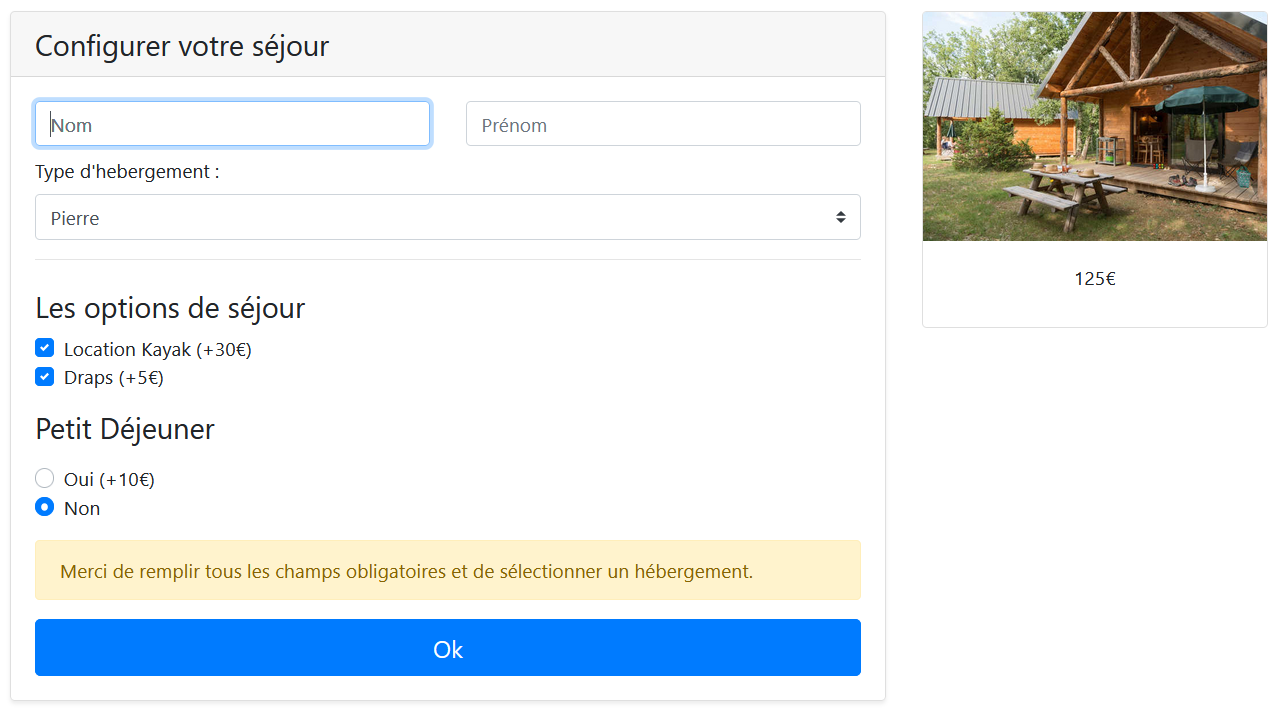 Configurer votre séjour
Nom
Prénom
Type d'hebergement :
Pierre
Les options de séjour
Location Kayak (+30€)
Draps (+5€)
Petit Déjeuner
Oui (+10€)
Non
Merci de remplir tous les champs obligatoires et de sélectionner un hébergement.
Ok
125€